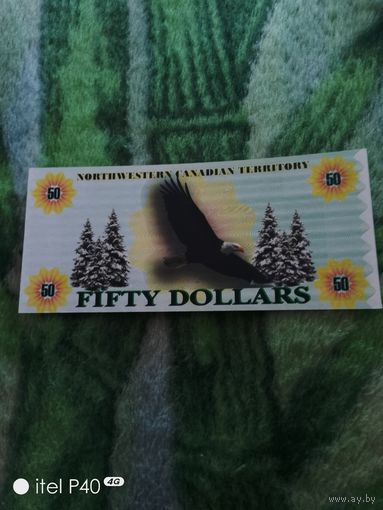 NORTHWESTERN CANADIAN TERRITORY
50 50
50 50
FIFTY DOLLARS
itel P40 4G
www.ay.by